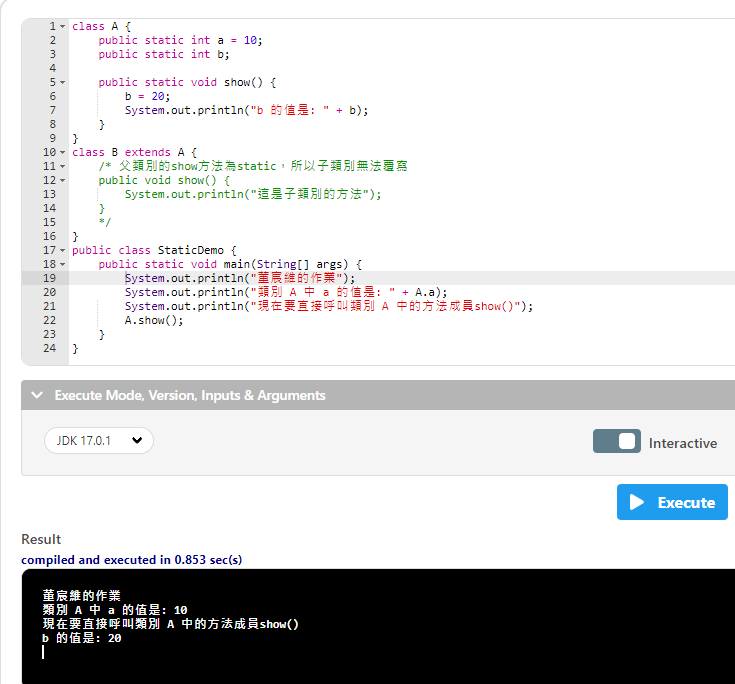 1 class A {
2 public static int a = 10;
3 public static int b;
4
5 public static void show() {
6 b = 20;
7 System.out.println("b 的值是: " + b);
8 }
9 }
10 class B extends A {
11 /* 父類別的show方法為static，所以子類別無法覆寫
12 public void show() {
13 System.out.println("這是子類別的方法");
14 }
15 */
16 }
17 public class StaticDemo {
18 public static void main(String[] args) {
19 System.out.println("董宸維的作業");
20 System.out.println("類別 A 中 a 的值是: " + A.a);
21 System.out.println("現在要直接呼叫類別 A 中的方法成員show()");
22 A.show();
23 }
24 }
Execute Mode, Version, Inputs & Arguments
JDK 17.0.1
Interactive
Execute
Result
compiled and executed in 0.853 sec(s)
董宸維的作業
類別 A 中 a 的值是: 10
現在要直接呼叫類別 A 中的方法成員show()
b 的值是: 20